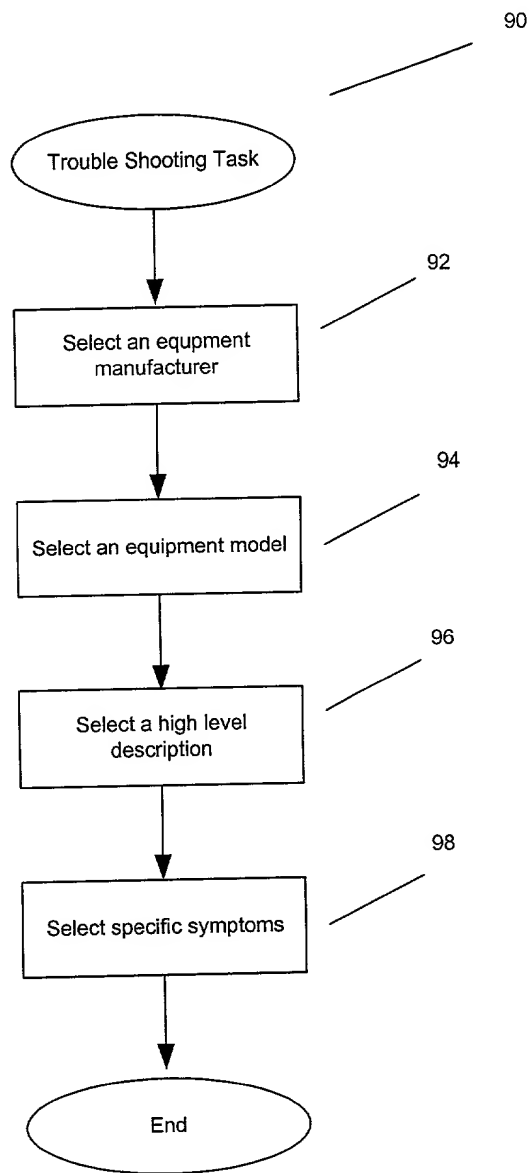 90
Trouble Shooting Task
92
Select an equpment
manufacturer
94
Select an equipment model
96
Select a high level
description
98
Select specific symptoms
End